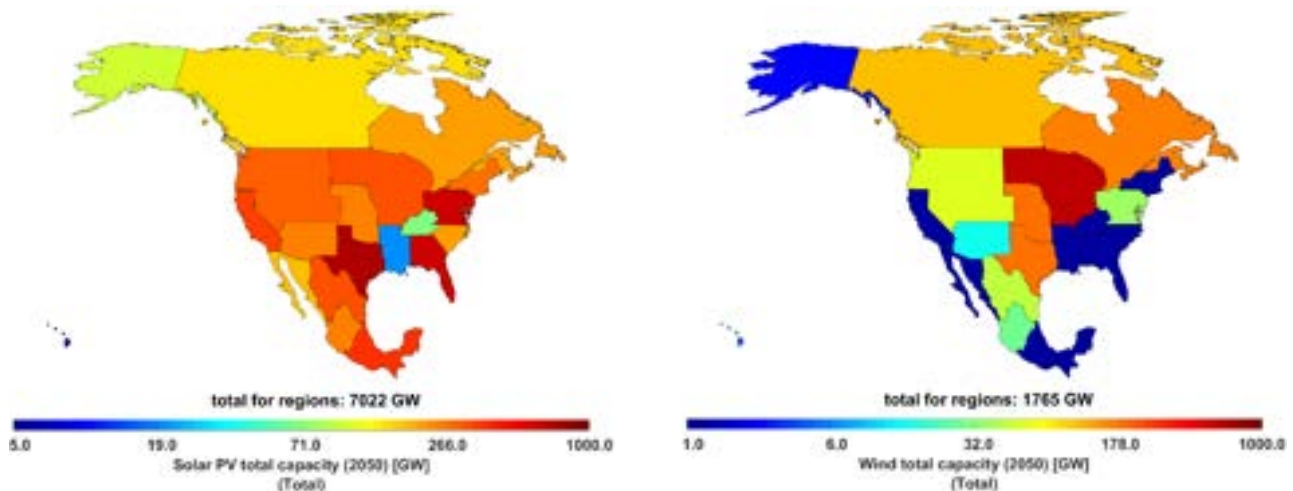 total for regions: 7022 GW
5.0 19.0 71.0 266.0 1000.0
Solar PV total capacity (2050) [GW]
(Total)
total for regions: 1765 GW
1.0 6.0 32.0 178.0 1000.0
Wind total capacity (2050) [GW]
(Total)